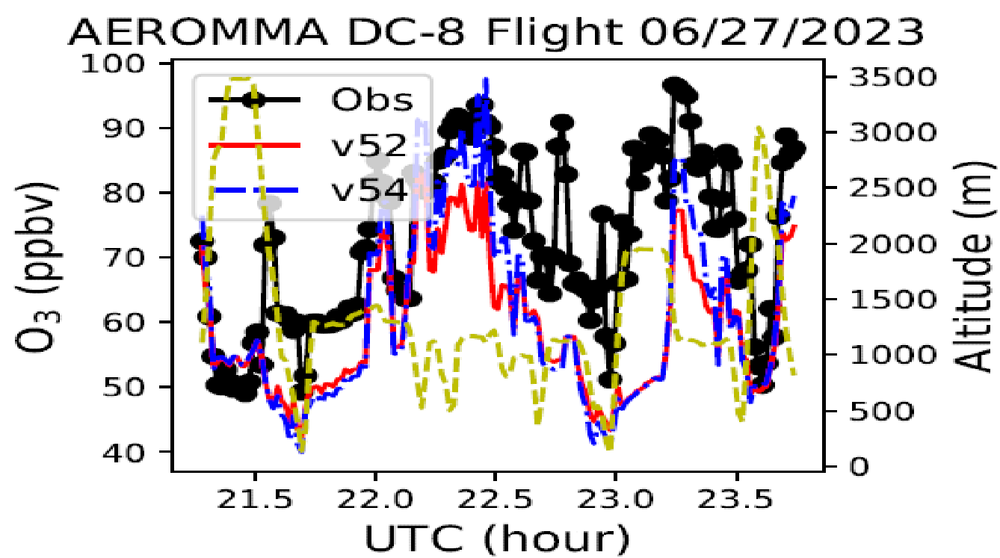 AEROMMA DC-8 Flight 06/27/2023
100
90
80
70
60
50
40
O₃ (ppbv)
Obs
v52
v54
3500
3000
2500
2000
1500
1000
500
0
Altitude (m)
21.5 22.0 22.5 23.0 23.5
UTC (hour)